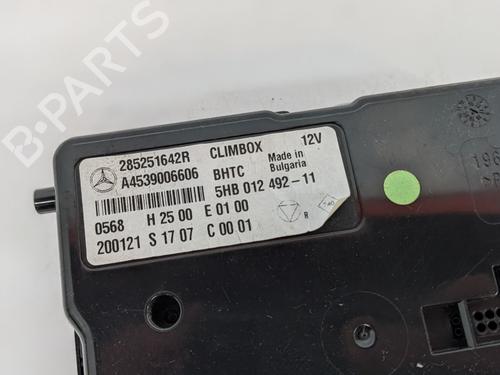 285251642R CLIMBOX 12V
A4539006606 BHTC Made in Bulgaria
5HB 012 492-11
0568 H 25 00 E 01 00
200121 S 17 07 C 00 01
R
B-PARTS